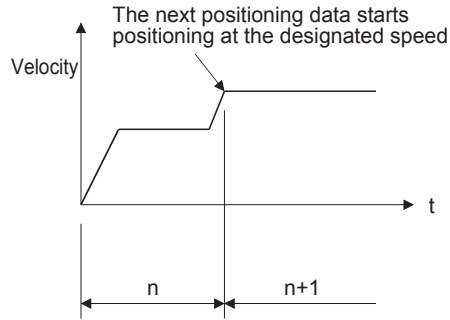 The next positioning data starts
positioning at the designated speed
Velocity
t
n
n+1